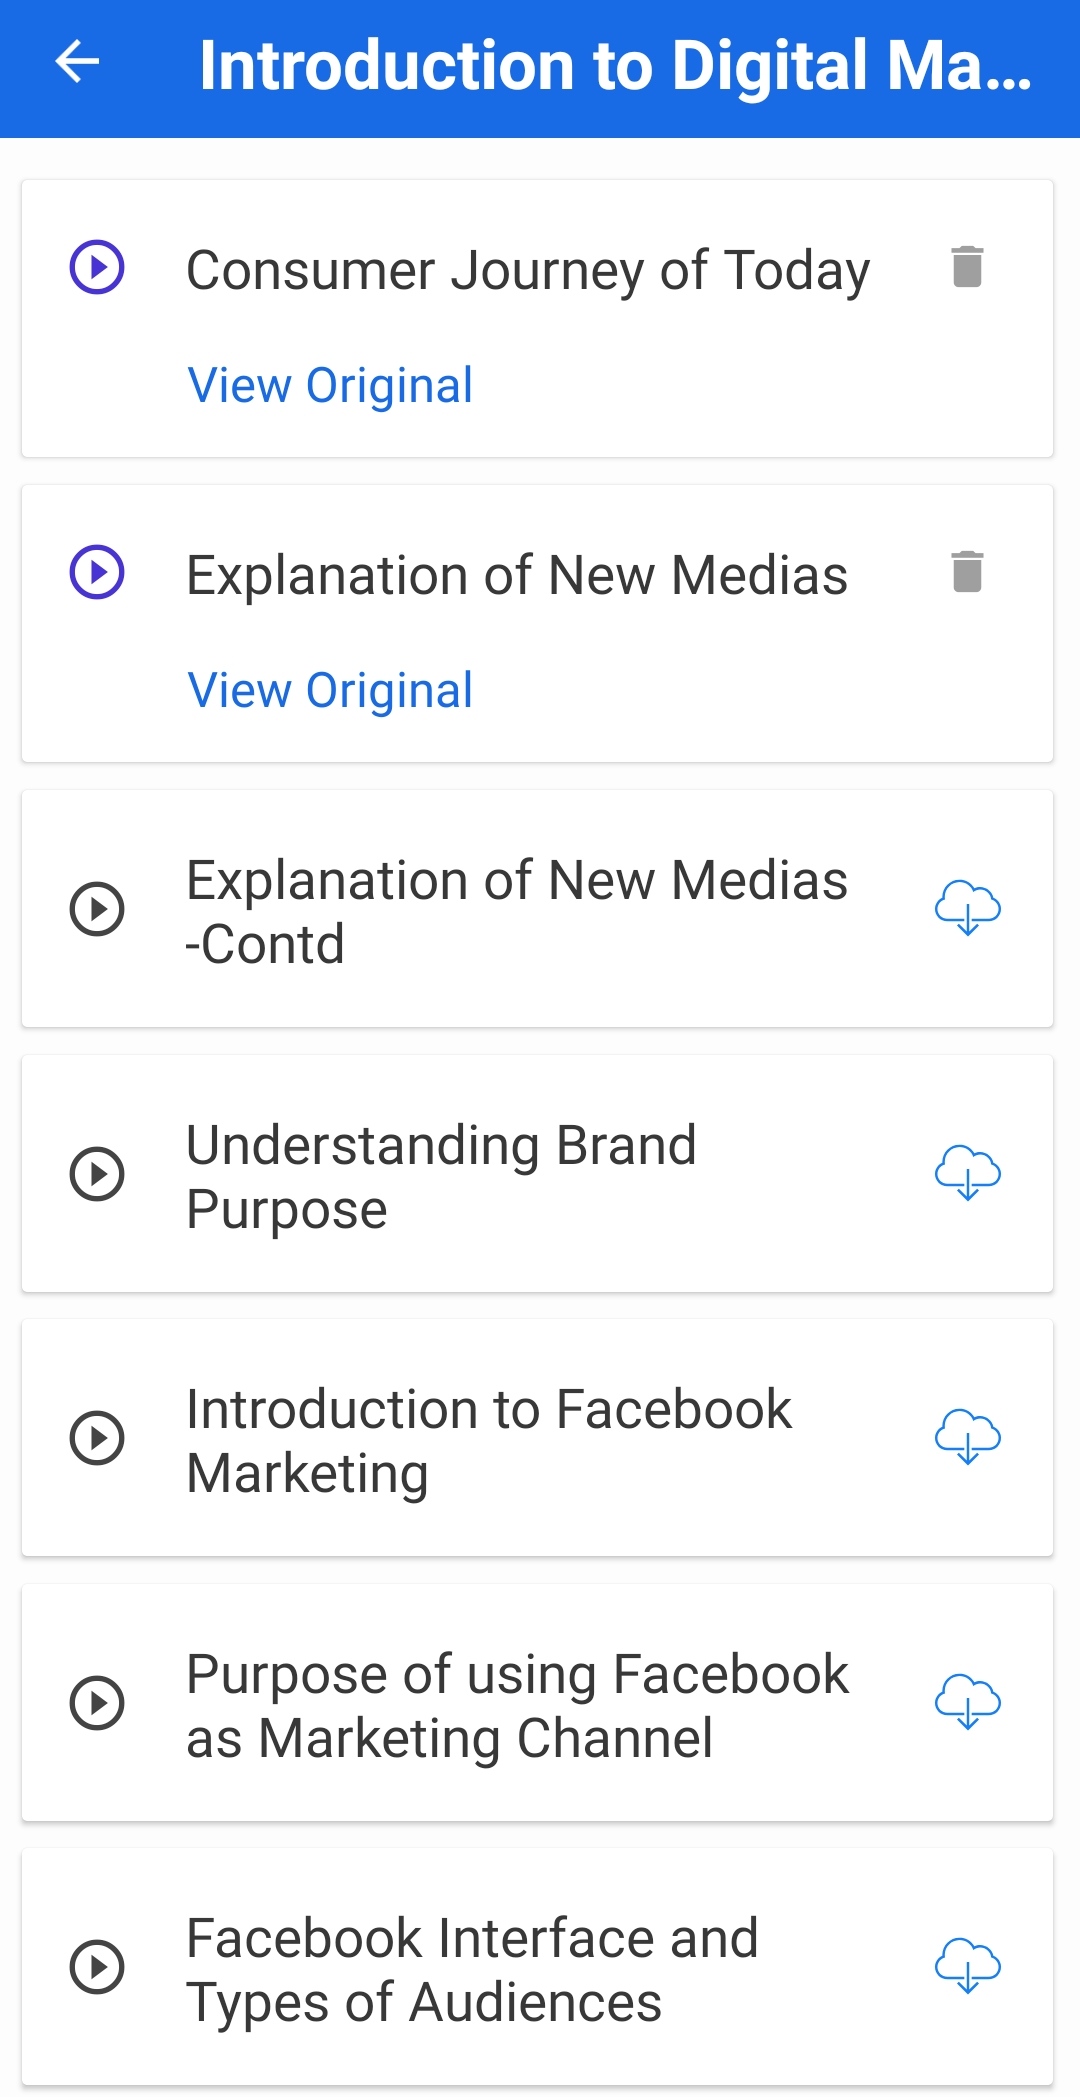 Introduction to Digital Ma...
Consumer Journey of Today
View Original
Explanation of New Medias
View Original
Explanation of New Medias
-Contd
Understanding Brand
Purpose
Introduction to Facebook
Marketing
Purpose of using Facebook
as Marketing Channel
Facebook Interface and
Types of Audiences